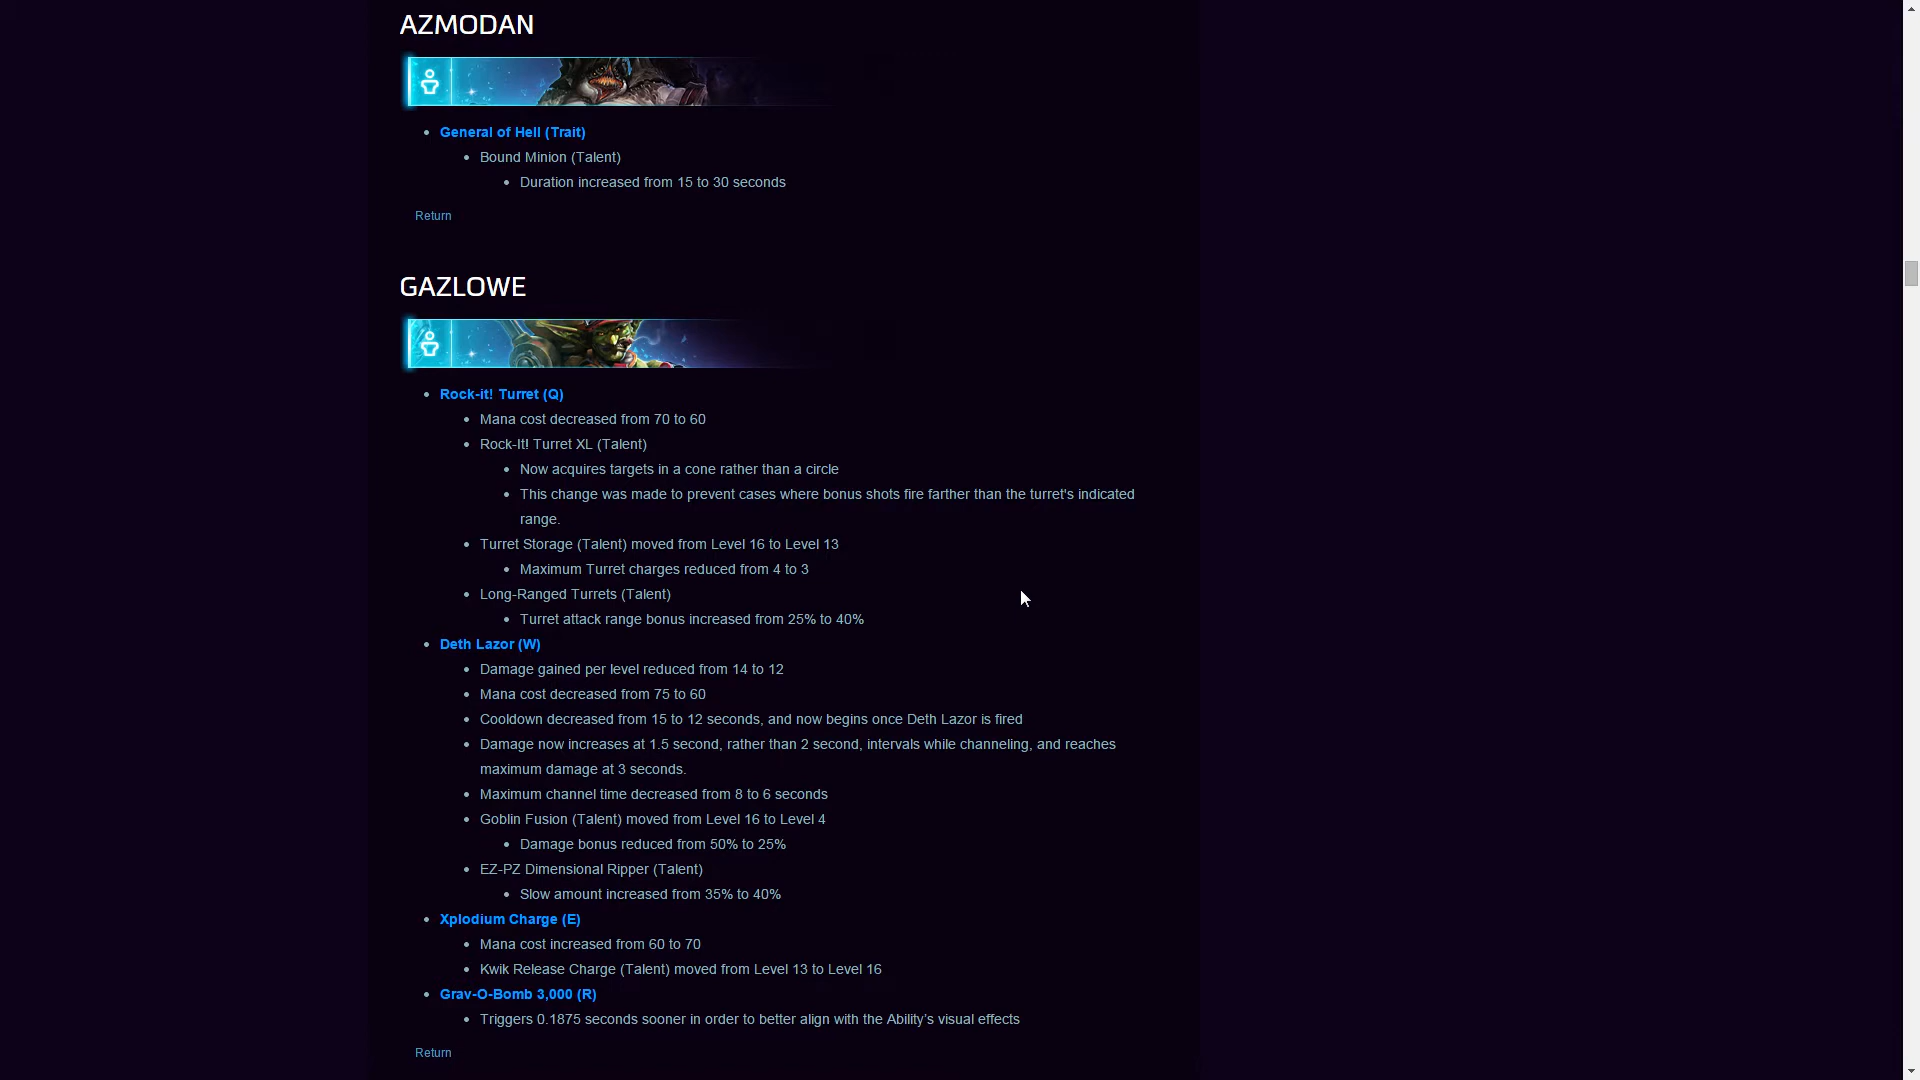 AZMODAN
General of Hell (Trait)
Bound Minion (Talent)
Duration increased from 15 to 30 seconds
Return
GAZLOWE
Rock-it! Turret (Q)
Mana cost decreased from 70 to 60
Rock-It! Turret XL (Talent)
Now acquires targets in a cone rather than a circle
This change was made to prevent cases where bonus shots fire farther than the turret's indicated
range.
Turret Storage (Talent) moved from Level 16 to Level 13
Maximum Turret charges reduced from 4 to 3
Long-Ranged Turrets (Talent)
Turret attack range bonus increased from 25% to 40%
Deth Lazor (W)
Damage gained per level reduced from 14 to 12
Mana cost decreased from 75 to 60
Cooldown decreased from 15 to 12 seconds, and now begins once Deth Lazor is fired
Damage now increases at 1.5 second, rather than 2 second, intervals while channeling, and reaches
maximum damage at 3 seconds.
Maximum channel time decreased from 8 to 6 seconds
Goblin Fusion (Talent) moved from Level 16 to Level 4
Damage bonus reduced from 50% to 25%
EZ-PZ Dimensional Ripper (Talent)
Slow amount increased from 35% to 40%
Xplodium Charge (E)
Mana cost increased from 60 to 70
Kwik Release Charge (Talent) moved from Level 13 to Level 16
Grav-O-Bomb 3,000 (R)
Triggers 0.1875 seconds sooner in order to better align with the Ability’s visual effects
Return